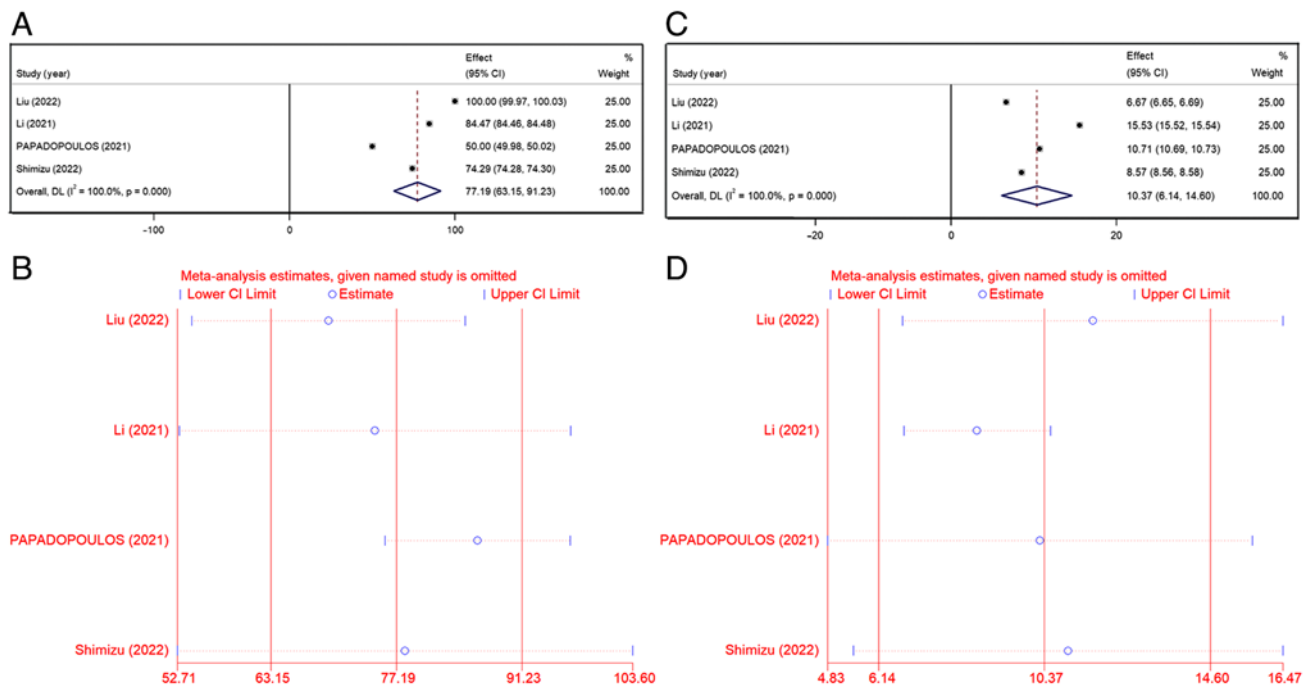 A
Effect %
Study (year) (95% CI) Weight
Liu (2022) 100.00 (99.97, 100.03) 25.00
Li (2021) 84.47 (84.46, 84.48) 25.00
PAPADOPOULOS (2021) 50.00 (49.98, 50.02) 25.00
Shimizu (2022) 74.29 (74.28, 74.30) 25.00
Overall, DL (I² = 100.0%, p = 0.000) 77.19 (63.15, 91.23) 100.00
−100 0 100
B
Meta-analysis estimates, given named study is omitted
Lower CI Limit Estimate Upper CI Limit
Liu (2022)
Li (2021)
PAPADOPOULOS (2021)
Shimizu (2022)
52.71 63.15 77.19 91.23 103.60
C
Effect %
Study (year) (95% CI) Weight
Liu (2022) 6.67 (6.65, 6.69) 25.00
Li (2021) 15.53 (15.52, 15.54) 25.00
PAPADOPOULOS (2021) 10.71 (10.69, 10.73) 25.00
Shimizu (2022) 8.57 (8.56, 8.58) 25.00
Overall, DL (I² = 100.0%, p = 0.000) 10.37 (6.14, 14.60) 100.00
−20 0 20
D
Meta-analysis estimates, given named study is omitted
Lower CI Limit Estimate Upper CI Limit
Liu (2022)
Li (2021)
PAPADOPOULOS (2021)
Shimizu (2022)
4.83 6.14 10.37 14.60 16.47